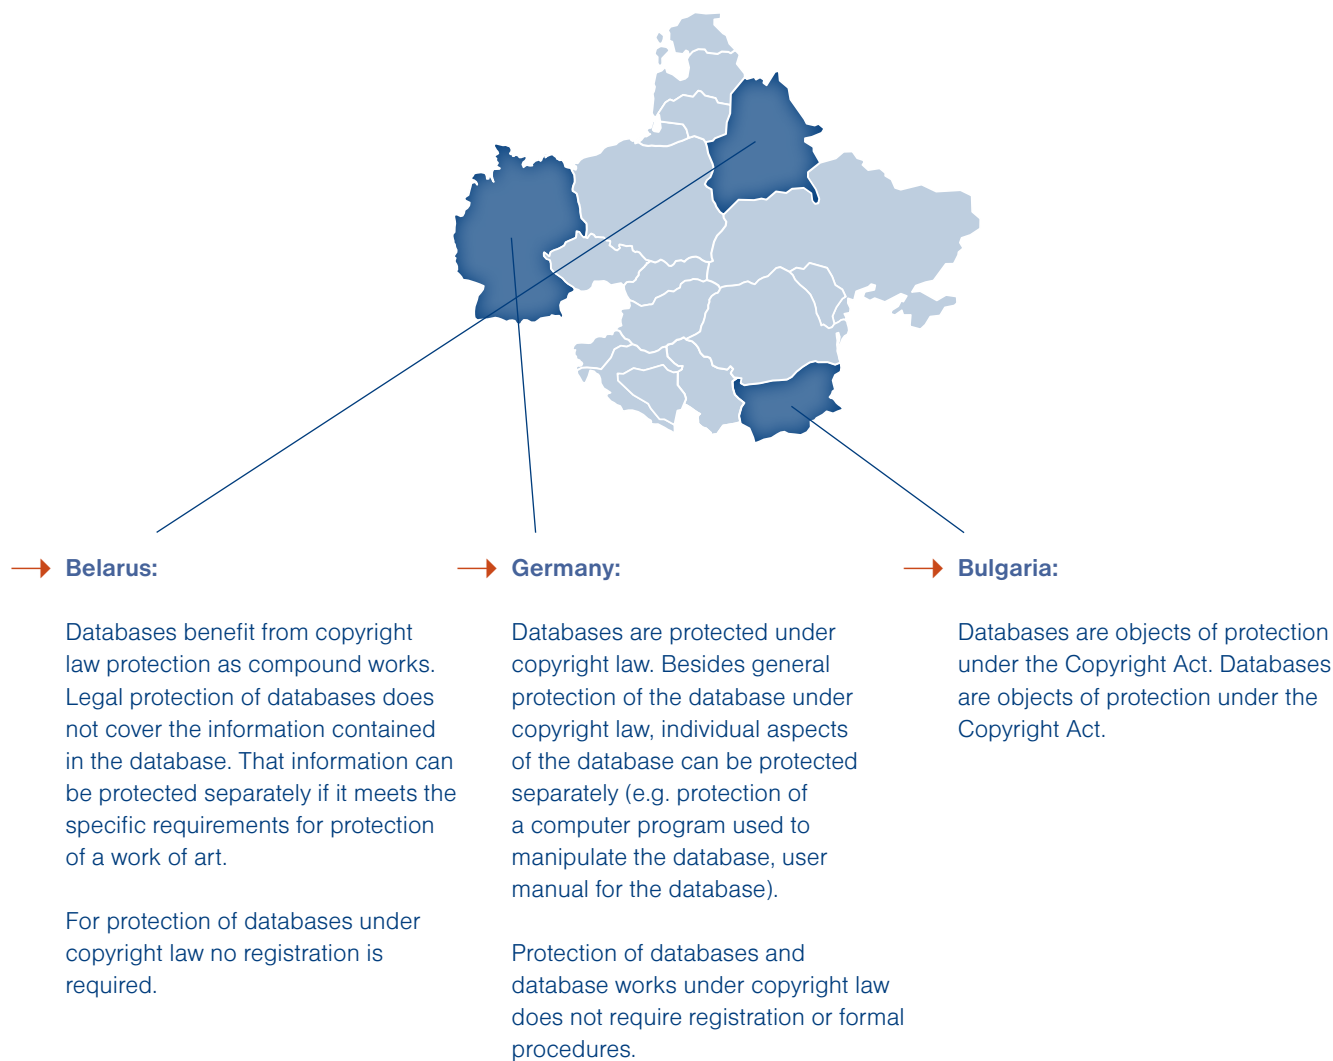 Belarus:
Databases benefit from copyright
law protection as compound works.
Legal protection of databases does
not cover the information contained
in the database. That information can
be protected separately if it meets the
specific requirements for protection
of a work of art.
For protection of databases under
copyright law no registration is
required.
Germany:
Databases are protected under
copyright law. Besides general
protection of the database under
copyright law, individual aspects
of the database can be protected
separately (e.g. protection of
a computer program used to
manipulate the database, user
manual for the database).
Protection of databases and
database works under copyright law
does not require registration or formal
procedures.
Bulgaria:
Databases are objects of protection
under the Copyright Act. Databases
are objects of protection under the
Copyright Act.